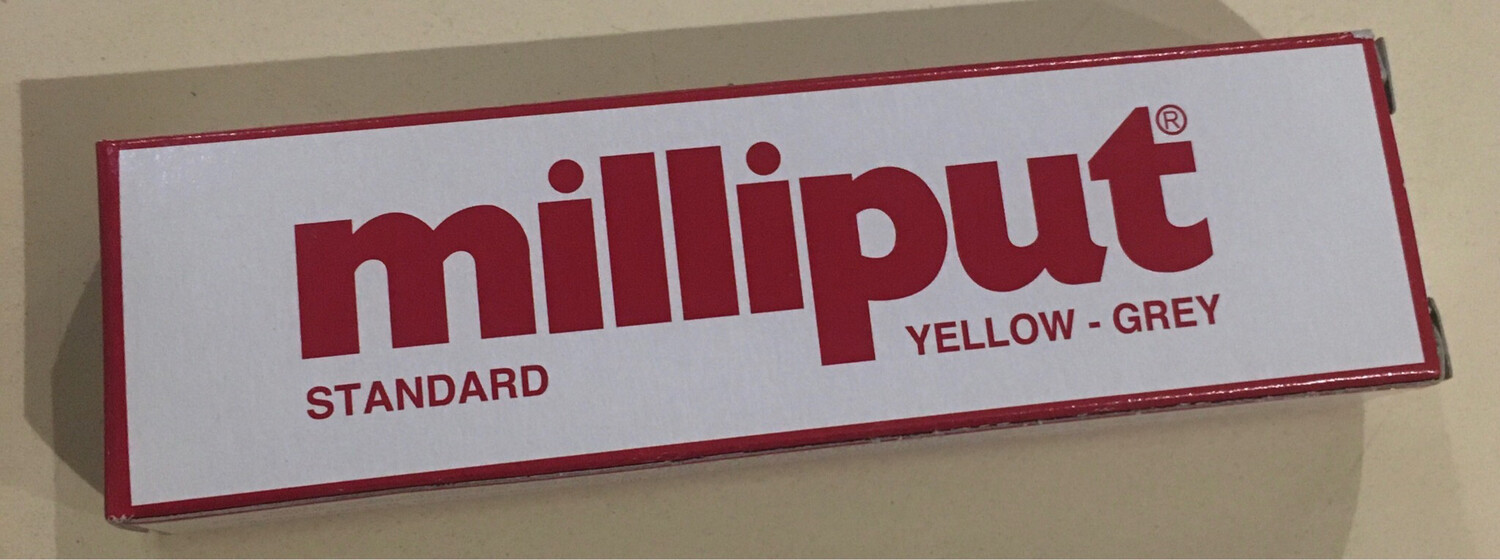 milliput®
STANDARD
YELLOW - GREY